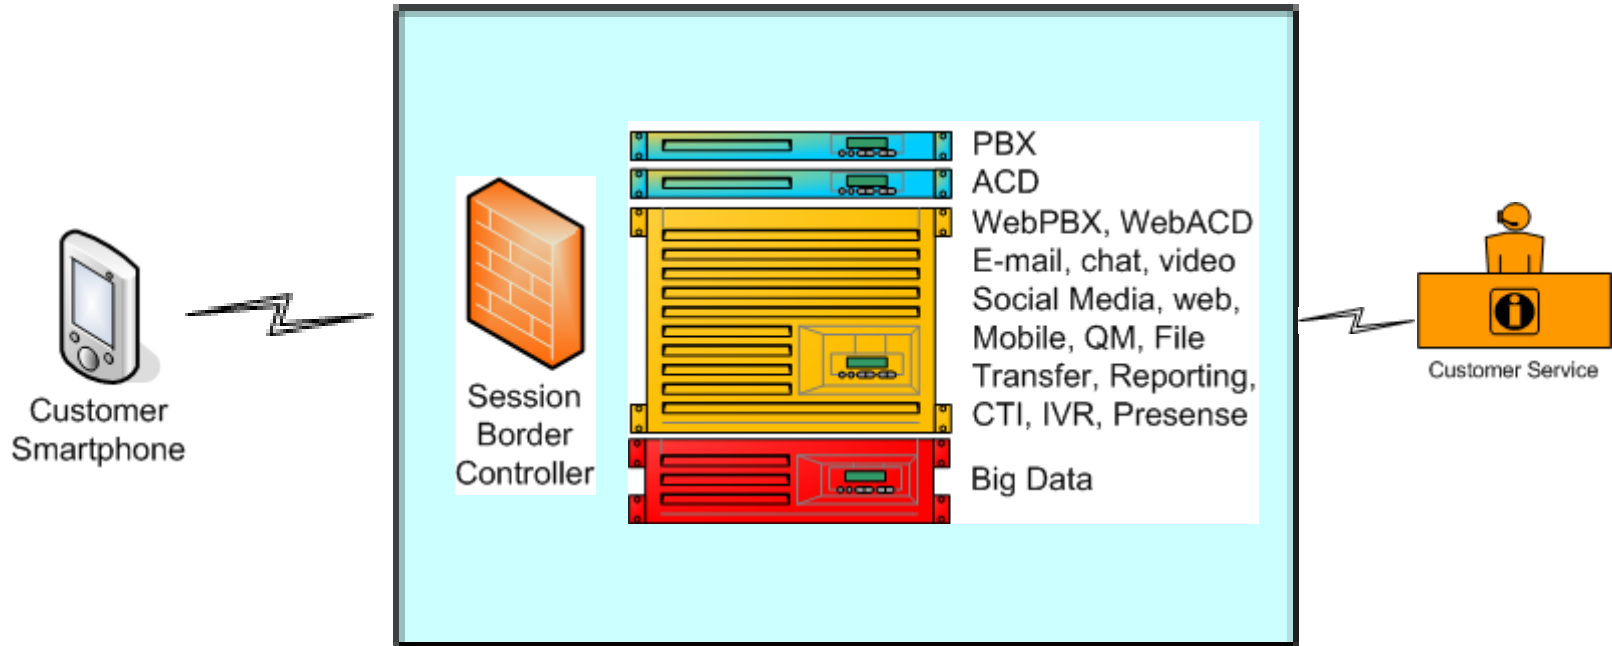 Customer
Smartphone
Session
Border
Controller
PBX
ACD
WebPBX, WebACD
E-mail, chat, video
Social Media, web,
Mobile, QM, File
Transfer, Reporting,
CTI, IVR, Presense
Big Data
i
Customer Service